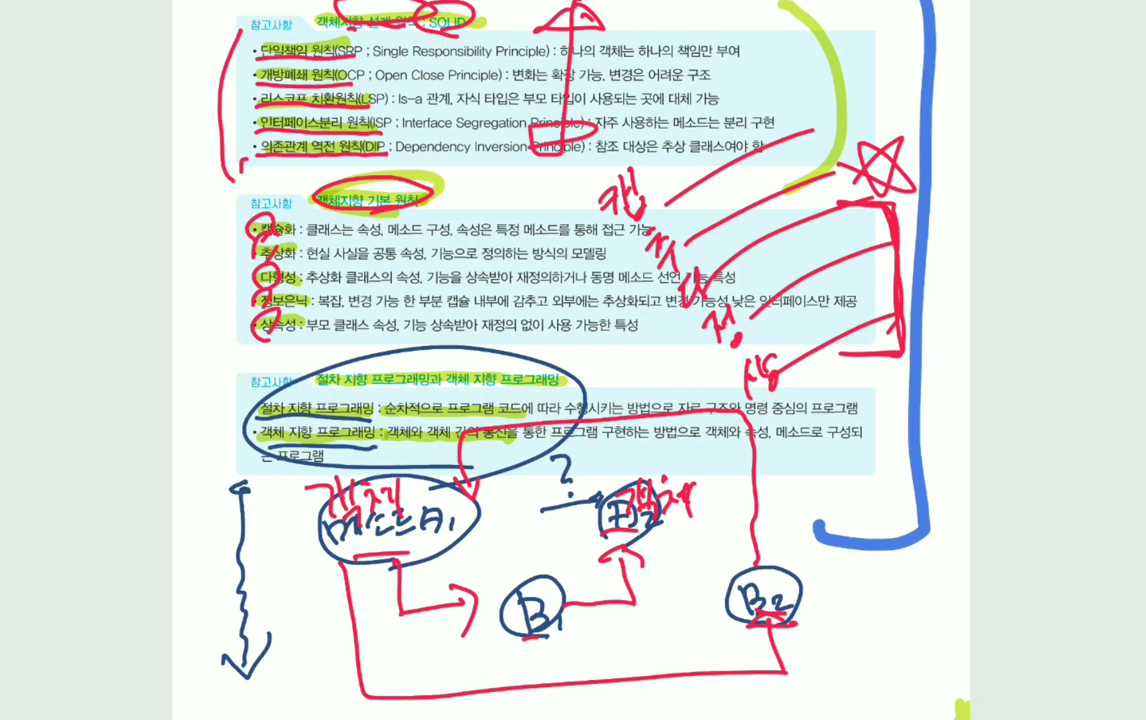 참고사항 객체지향 설계 원칙 : SOLID
• 단일책임 원칙(SRP ; Single Responsibility Principle) : 하나의 객체는 하나의 책임만 부여
• 개방폐쇄 원칙(OCP ; Open Close Principle) : 변화는 확장 가능, 변경은 어려운 구조
• 리스코프 치환원칙(LSP) : Is-a 관계, 자식 타입은 부모 타입이 사용되는 곳에 대체 가능
• 인터페이스분리 원칙(ISP ; Interface Segregation Principle) : 자주 사용하는 메소드는 분리 구현
• 의존관계 역전 원칙(DIP ; Dependency Inversion Principle) : 참조 대상은 추상 클래스여야 함
참고사항 객체지향 기본 원칙
• 캡슐화 : 클래스는 속성, 메소드 구성, 속성은 특정 메소드를 통해 접근 가능
• 추상화 : 현실 사실을 공통 속성, 기능으로 정의하는 방식의 모델링
• 다형성 : 추상화 클래스의 속성, 기능을 상속받아 재정의하거나 동명 메소드 선언 가능 특성
• 정보은닉 : 복잡, 변경 가능 한 부분 캡슐 내부에 감추고 외부에는 추상화되고 변경 가능성 낮은 인터페이스만 제공
• 상속성 : 부모 클래스 속성, 기능 상속받아 재정의 없이 사용 가능한 특성
캡
추
다
정
상
참고사항 절차 지향 프로그래밍과 객체 지향 프로그래밍
• 절차 지향 프로그래밍 : 순차적으로 프로그램 코드에 따라 수행시키는 방법으로 자료 구조와 명령 중심의 프로그램
• 객체 지향 프로그래밍 : 객체와 객체 간의 통신을 통한 프로그램 구현하는 방법으로 객체와 속성, 메소드로 구성되
는 프로그램
?
메소드 A1
B1
B2